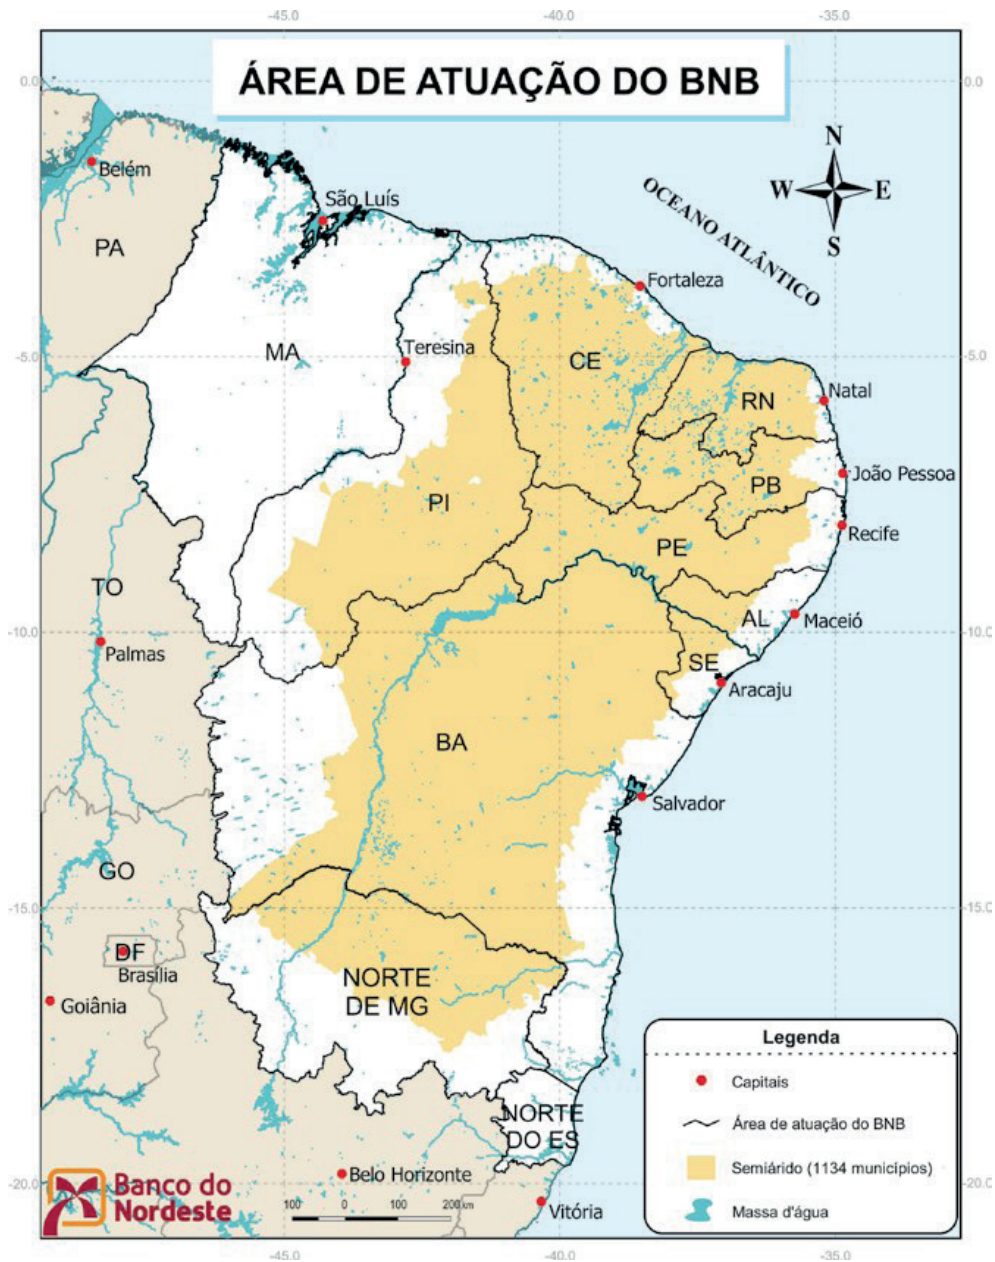 -45.0
-40.0
-35.0
ÁREA DE ATUAÇÃO DO BNB
0.0
0.0
N
W
E
S
Belém
São Luís
OCEANO ATLÂNTICO
PA
Fortaleza
MA
Teresina
CE
-5.0
-5.0
Natal
RN
João Pessoa
PB
PI
Recife
PE
TO
AL
Maceió
-10.0
-10.0
Palmas
SE
Aracaju
BA
Salvador
GO
-15.0
-15.0
DF
Brasília
NORTE
DE MG
Goiânia
Legenda
Capitais
Área de atuação do BNB
Semiárido (1134 municípios)
Massa d'água
NORTE
DO ES
Belo Horizonte
-20.0
-20.0
Banco do
Nordeste
100 0 100 200 km
Vitória
-45.0
-40.0
-35.0